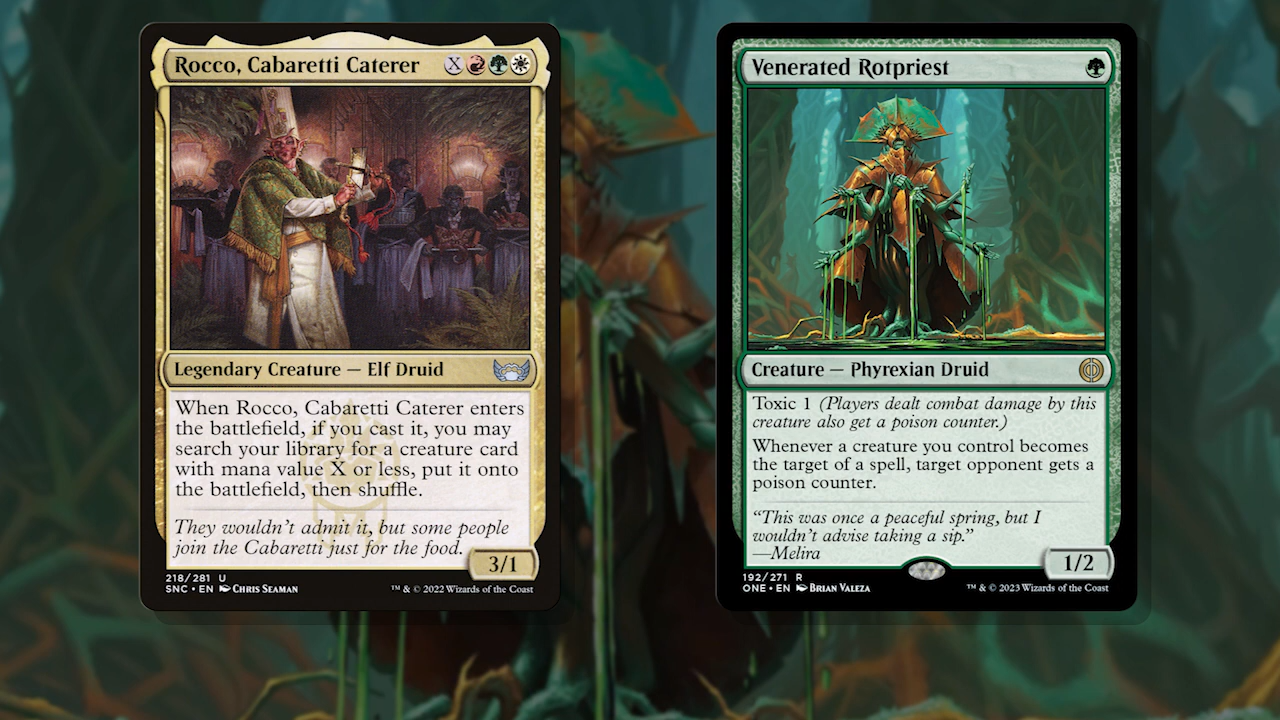 Rocco, Cabaretti Caterer X
Legendary Creature — Elf Druid
When Rocco, Cabaretti Caterer enters
the battlefield, if you cast it, you may
search your library for a creature card
with mana value X or less, put it onto
the battlefield, then shuffle.
They wouldn't admit it, but some people
join the Cabaretti just for the food.
3/1
218/281 U
SNC • EN CHRIS SEAMAN
™ & © 2022 Wizards of the Coast
Venerated Rotpriest
Creature — Phyrexian Druid
Toxic 1 (Players dealt combat damage by this
creature also get a poison counter.)
Whenever a creature you control becomes
the target of a spell, target opponent gets a
poison counter.
“This was once a peaceful spring, but I
wouldn't advise taking a sip.”
—Melira
1/2
192/271 R
ONE • EN BRIAN VALEZA
™ & © 2023 Wizards of the Coast